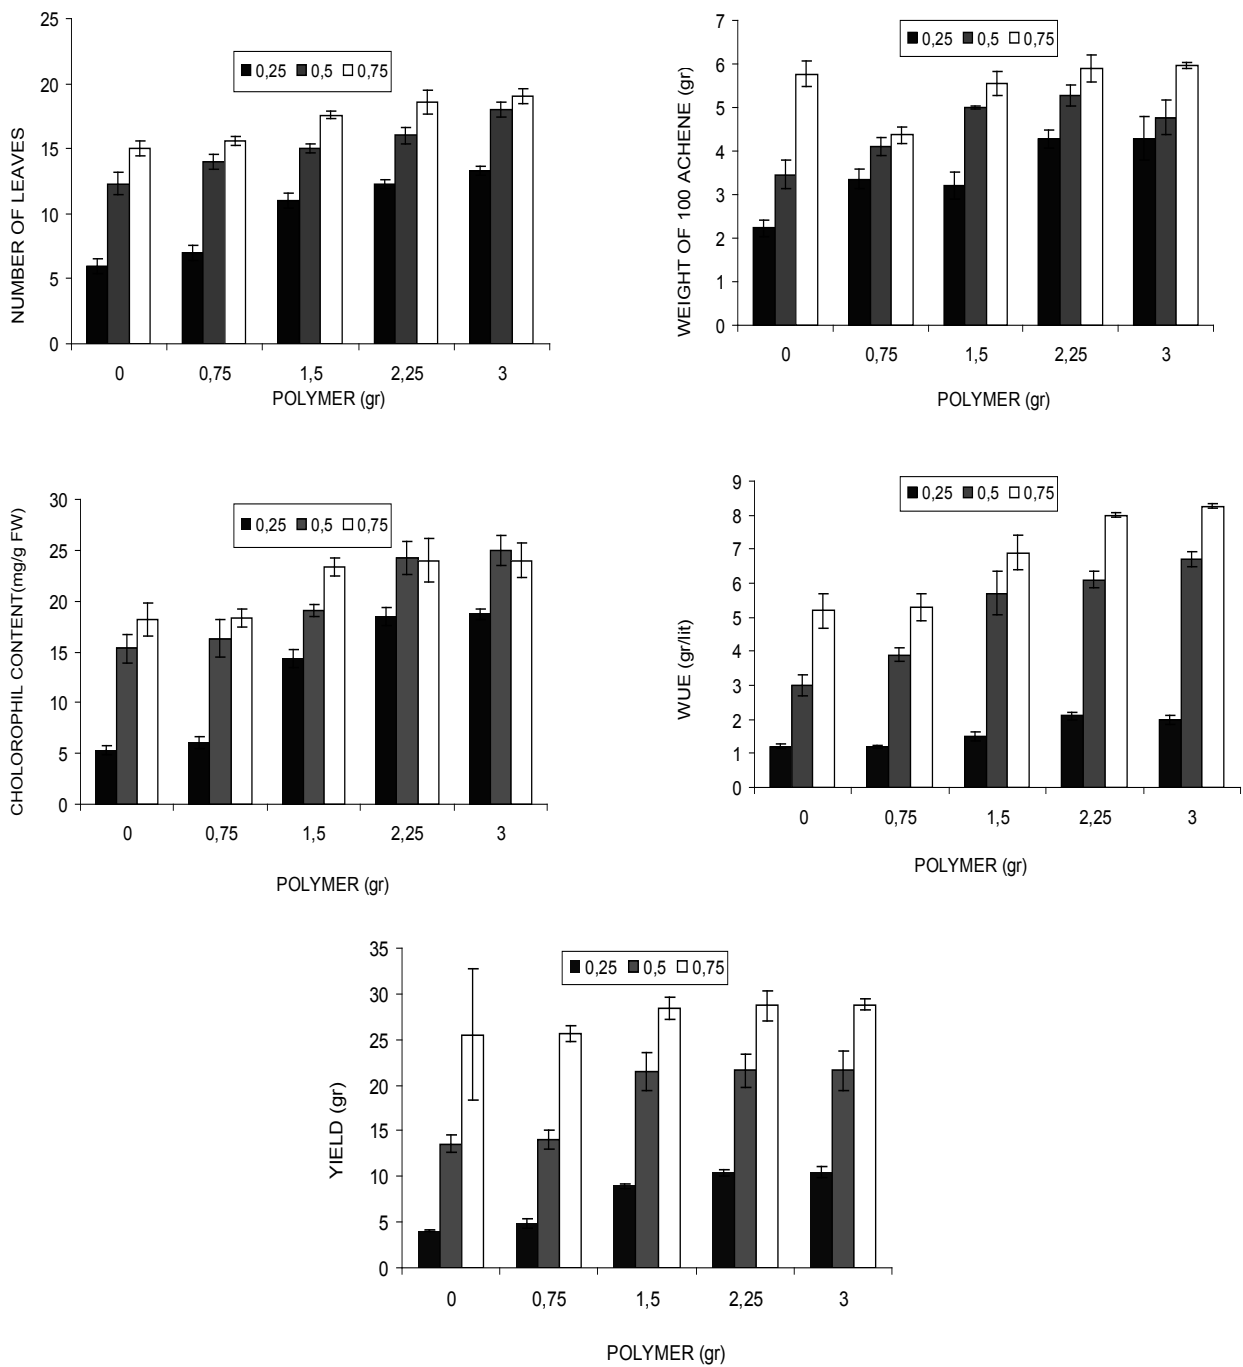 NUMBER OF LEAVES
25
20
15
10
5
0
0,25 0,5 0,75
0 0,75 1,5 2,25 3
POLYMER (gr)
WEIGHT OF 100 ACHENE (gr)
7
6
5
4
3
2
1
0
0,25 0,5 0,75
0 0,75 1,5 2,25 3
POLYMER (gr)
CHOLOROPHIL CONTENT(mg/g FW)
30
25
20
15
10
5
0
0,25 0,5 0,75
0 0,75 1,5 2,25 3
POLYMER (gr)
WUE (gr/lit)
9
8
7
6
5
4
3
2
1
0
0,25 0,5 0,75
0 0,75 1,5 2,25 3
POLYMER (gr)
YIELD (gr)
35
30
25
20
15
10
5
0
0,25 0,5 0,75
0 0,75 1,5 2,25 3
POLYMER (gr)